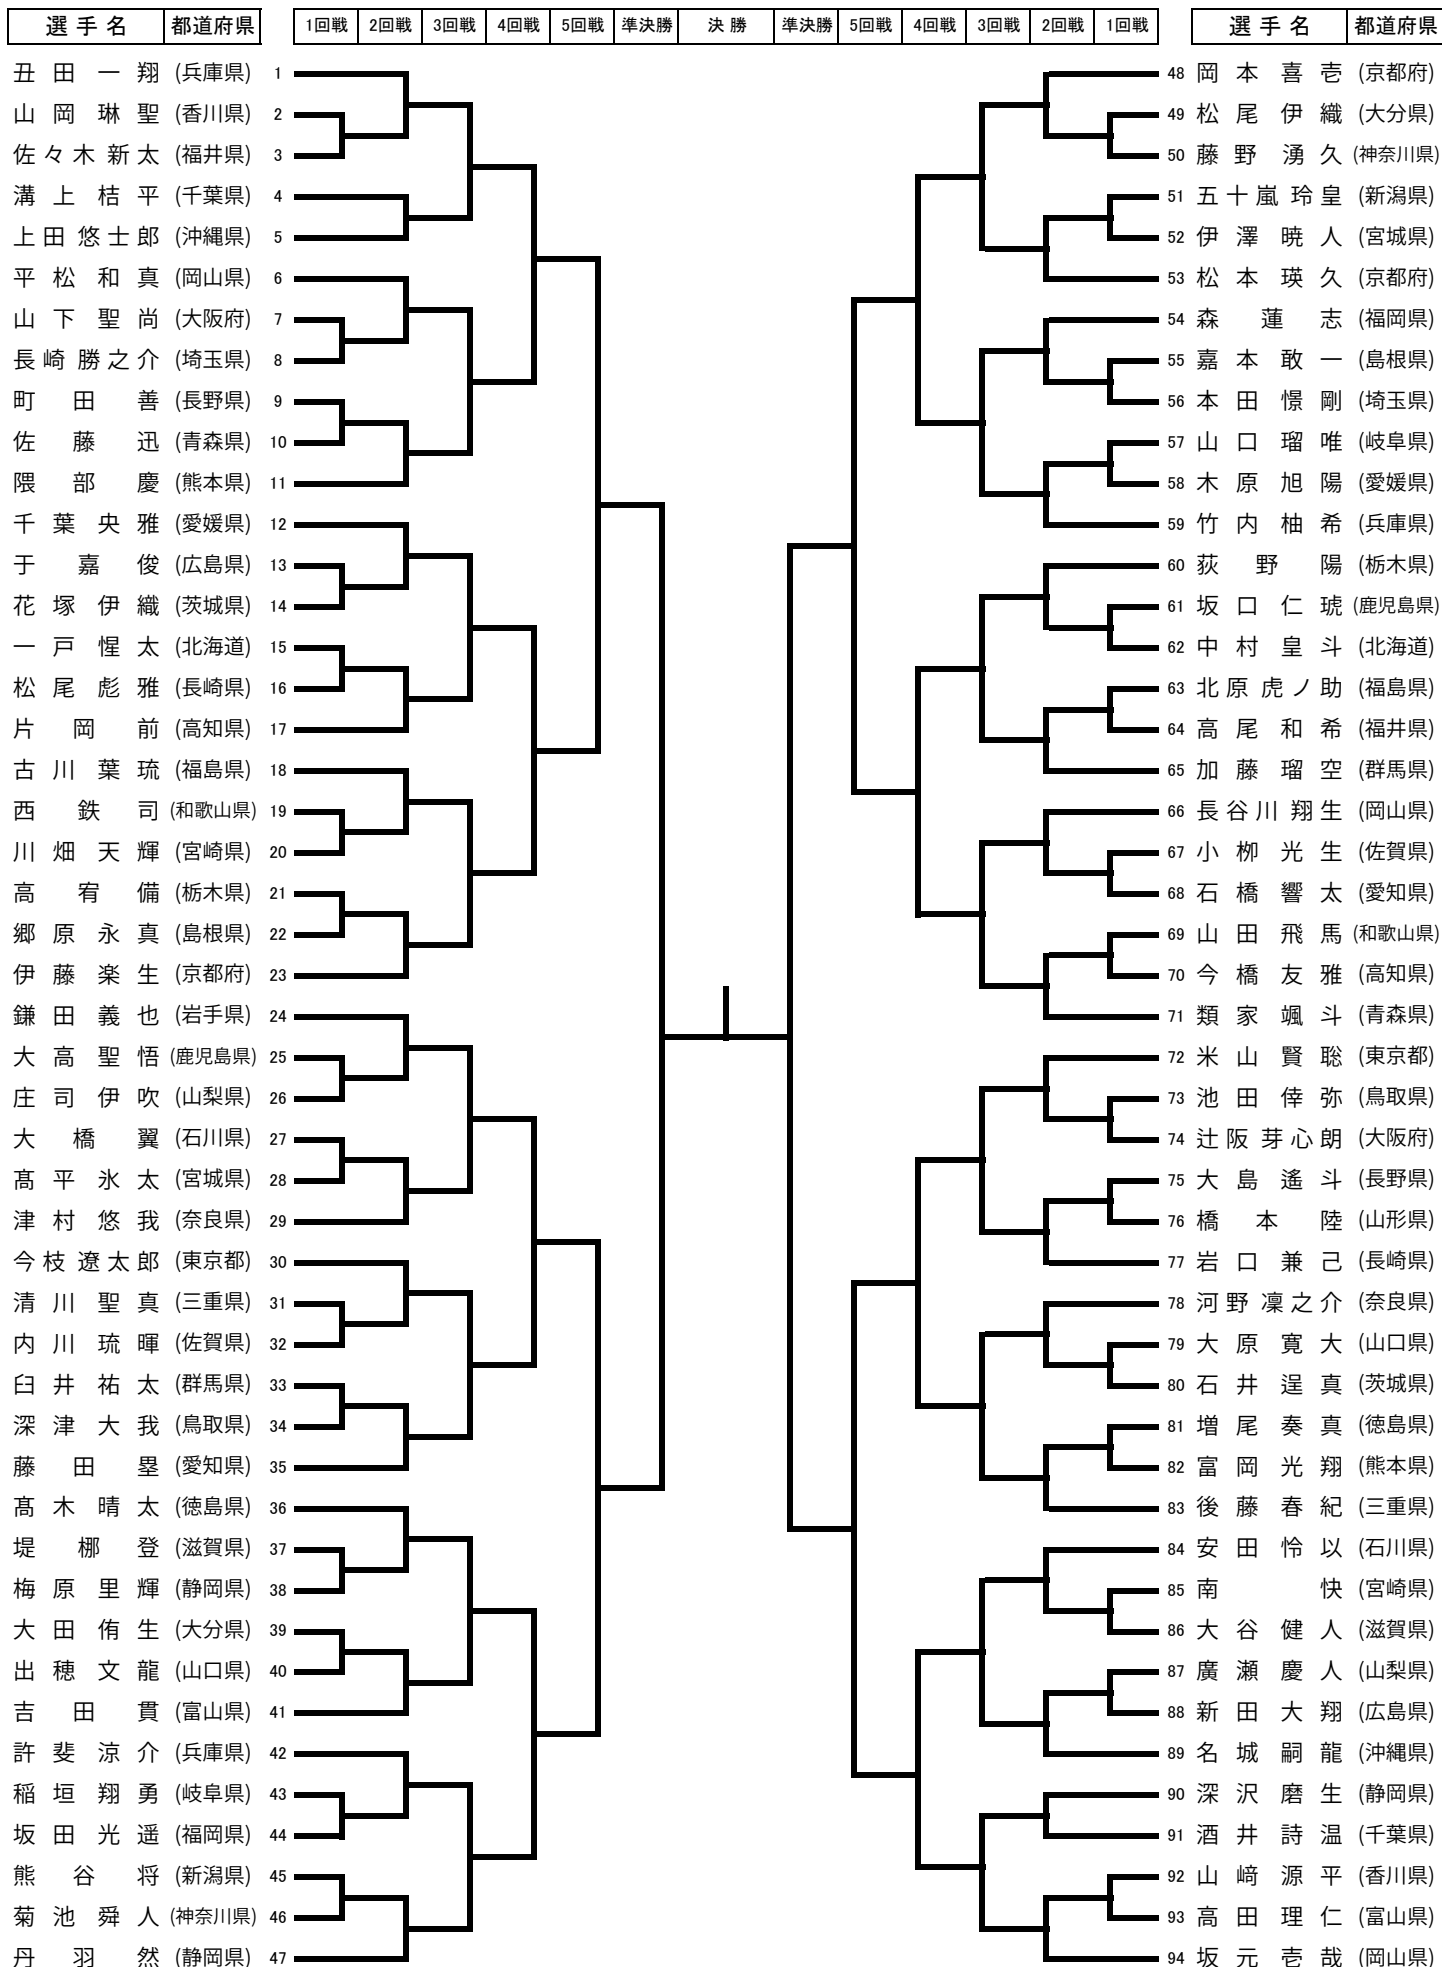 選手名 都道府県 1回戦 2回戦 3回戦 4回戦 5回戦 準決勝 決勝 準決勝 5回戦 4回戦 3回戦 2回戦 1回戦 選手名 都道府県
丑田一翔 (兵庫県) 1 48 岡本喜壱 (京都府)
山岡琳聖 (香川県) 2 49 松尾伊織 (大分県)
佐々木新太 (福井県) 3 50 藤野湧久 (神奈川県)
溝上桔平 (千葉県) 4 51 五十嵐玲皇 (新潟県)
上田悠士郎 (沖縄県) 5 52 伊澤暁人 (宮城県)
平松和真 (岡山県) 6 53 松本瑛久 (京都府)
山下聖尚 (大阪府) 7 54 森蓮志 (福岡県)
長崎勝之介 (埼玉県) 8 55 嘉本敢一 (島根県)
町田善 (長野県) 9 56 本田憬剛 (埼玉県)
佐藤迅 (青森県) 10 57 山口瑠唯 (岐阜県)
隈部慶 (熊本県) 11 58 木原旭陽 (愛媛県)
千葉央雅 (愛媛県) 12 59 竹内柚希 (兵庫県)
于嘉俊 (広島県) 13 60 荻野陽 (栃木県)
花塚伊織 (茨城県) 14 61 坂口仁琥 (鹿児島県)
一戸惺太 (北海道) 15 62 中村皇斗 (北海道)
松尾彪雅 (長崎県) 16 63 北原虎ノ助 (福島県)
片岡前 (高知県) 17 64 高尾和希 (福井県)
古川葉琉 (福島県) 18 65 加藤瑠空 (群馬県)
西鉄司 (和歌山県) 19 66 長谷川翔生 (岡山県)
川畑天輝 (宮崎県) 20 67 小栁光生 (佐賀県)
高宥備 (栃木県) 21 68 石橋響太 (愛知県)
郷原永真 (島根県) 22 69 山田飛馬 (和歌山県)
伊藤楽生 (京都府) 23 70 今橋友雅 (高知県)
鎌田義也 (岩手県) 24 71 類家颯斗 (青森県)
大高聖悟 (鹿児島県) 25 72 米山賢聡 (東京都)
庄司伊吹 (山梨県) 26 73 池田倖弥 (鳥取県)
大橋翼 (石川県) 27 74 辻阪芽心朗 (大阪府)
髙平氷太 (宮城県) 28 75 大島遙斗 (長野県)
津村悠我 (奈良県) 29 76 橋本陸 (山形県)
今枝遼太郎 (東京都) 30 77 岩口兼己 (長崎県)
清川聖真 (三重県) 31 78 河野凜之介 (奈良県)
内川琉暉 (佐賀県) 32 79 大原寛大 (山口県)
臼井祐太 (群馬県) 33 80 石井逞真 (茨城県)
深津大我 (鳥取県) 34 81 増尾奏真 (徳島県)
藤田塁 (愛知県) 35 82 富岡光翔 (熊本県)
髙木晴太 (徳島県) 36 83 後藤春紀 (三重県)
堤梛登 (滋賀県) 37 84 安田怜以 (石川県)
梅原里輝 (静岡県) 38 85 南快 (宮崎県)
大田侑生 (大分県) 39 86 大谷健人 (滋賀県)
出穂文龍 (山口県) 40 87 廣瀬慶人 (山梨県)
吉田貫 (富山県) 41 88 新田大翔 (広島県)
許斐涼介 (兵庫県) 42 89 名城嗣龍 (沖縄県)
稲垣翔勇 (岐阜県) 43 90 深沢磨生 (静岡県)
坂田光遥 (福岡県) 44 91 酒井詩温 (千葉県)
熊谷将 (新潟県) 45 92 山﨑源平 (香川県)
菊池舜人 (神奈川県) 46 93 高田理仁 (富山県)
丹羽然 (静岡県) 47 94 坂元壱哉 (岡山県)